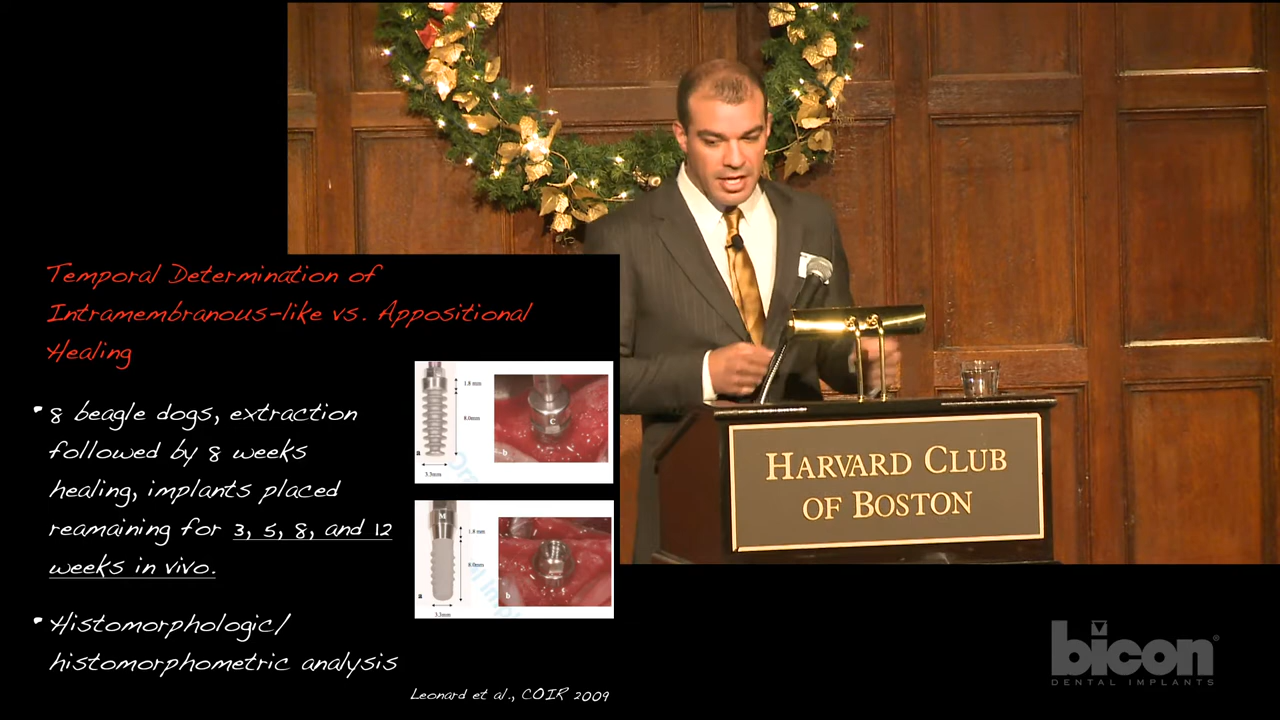 Temporal Determination of
Intramembranous-like vs. Appositional
Healing
• 8 beagle dogs, extraction
followed by 8 weeks
healing, implants placed
reamaining for 3, 5, 8, and 12
weeks in vivo.
• Histomorphologic/
histomorphometric analysis
1.8 mm
8.0mm
3.3mm
a
C
b
M
1.8 mm
8.0mm
3.3mm
a
b
Leonard et al., COIR 2009
HARVARD CLUB
OF BOSTON
bicon®
DENTAL IMPLANTS